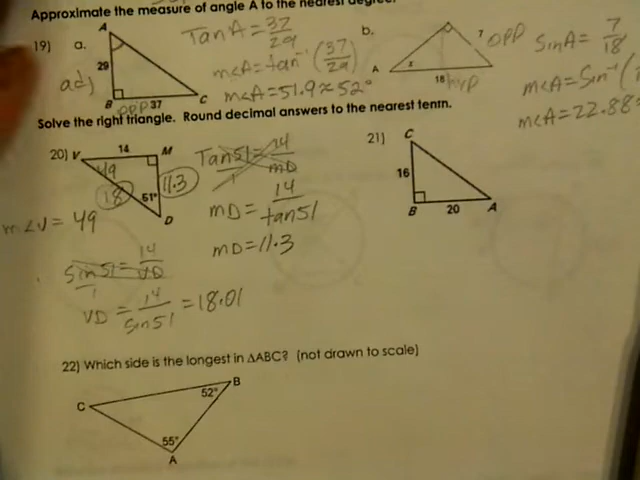 Approximate the measure of angle A to the nearest degree.
19) a.
A
29
adj
B
opp 37
C
Tan A = 37/29
m∠A = tan⁻¹ (37/29)
m∠A = 51.9 ≈ 52°
b.
A
x
18 hyp
7 opp
Sin A = 7/18
m∠A = Sin⁻¹ (
m∠A = 22.88
Solve the right triangle. Round decimal answers to the nearest tenth.
20) V 14 M
49
18
51°
11.3
D
m∠V = 49
Tan 51 = 14/MD
1
MD = 14/tan 51
MD = 11.3
Sin 51 = 14/VD
1
VD = 14/Sin 51 = 18.01
21)
C
16
B
20
A
22) Which side is the longest in ΔABC? (not drawn to scale)
C
B
52°
55°
A